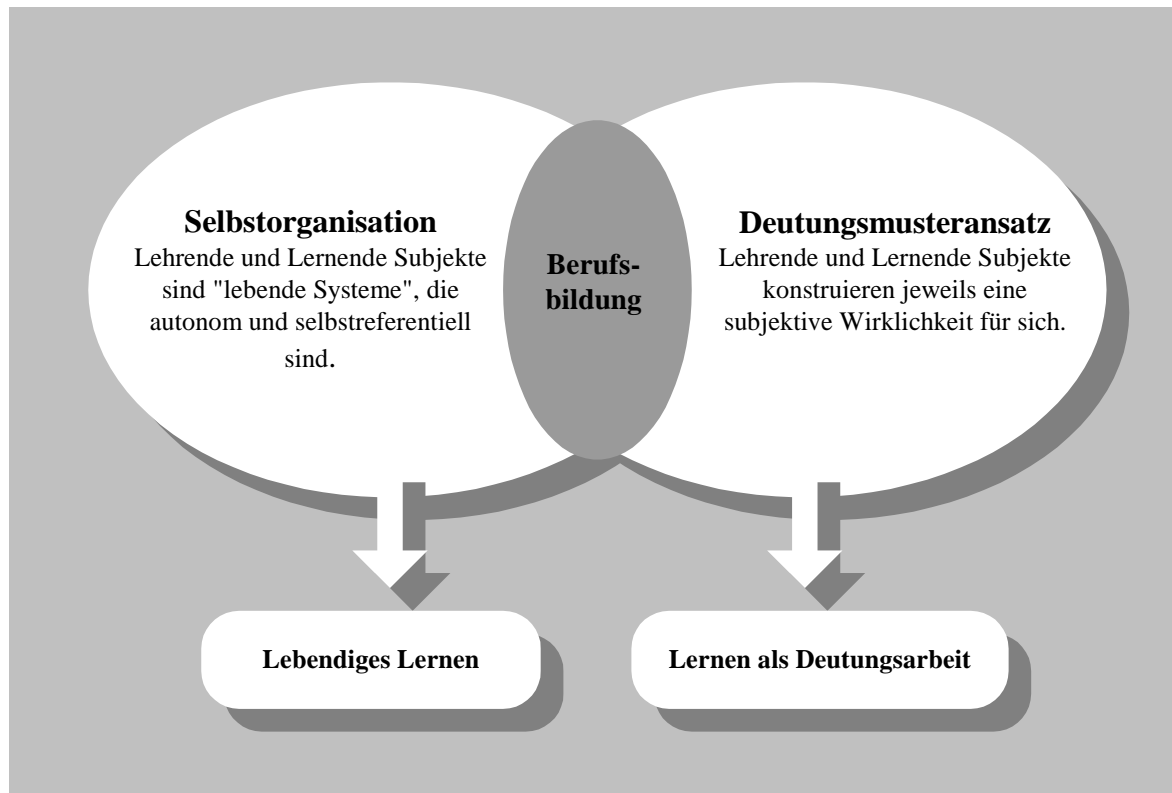 Selbstorganisation
Lehrende und Lernende Subjekte
sind "lebende Systeme", die
autonom und selbstreferentiell
sind.
Berufs-
bildung
Deutungsmusteransatz
Lehrende und Lernende Subjekte
konstruieren jeweils eine
subjektive Wirklichkeit für sich.
Lebendiges Lernen
Lernen als Deutungsarbeit